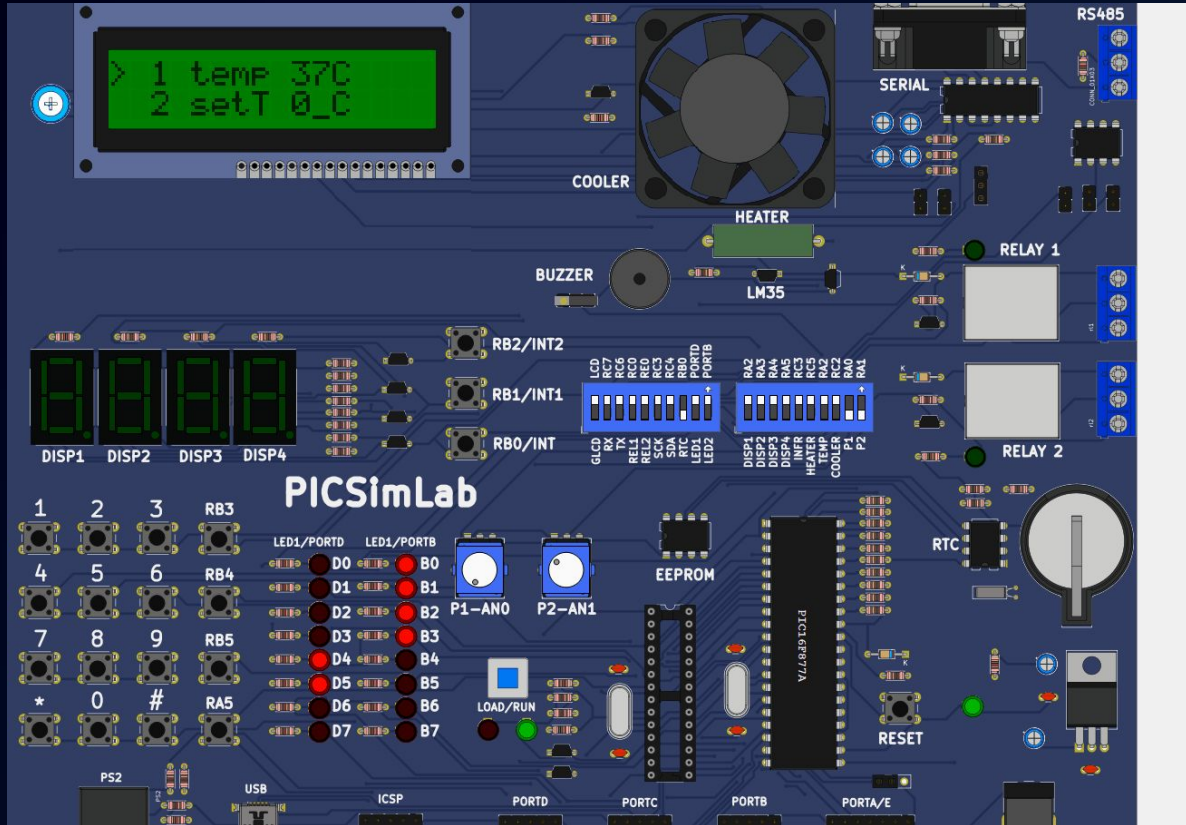 RS485
CONN_01X03
> 1 temp 37C
2 setT 0_C
SERIAL
COOLER
HEATER
BUZZER
LM35
K
RELAY 1
RB2/INT2
RB1/INT1
RB0/INT
LCD
RC7
RC6
RC0
RE0
RC3
RC4
RB0
PORTD
PORTB
GLCD
RX
TX
REL1
REL2
SCK
SDA
RTC
LED1
LED2
RA2
RA3
RA4
RA5
RC5
RC5
RA2
RC2
RA0
RA1
DISP1
DISP2
DISP3
DISP4
INFR
HEATER
TEMP
COOLER
P1
P2
K
RELAY 2
DISP1 DISP2 DISP3 DISP4
PICSimLab
1 2 3 RB3
4 5 6 RB4
7 8 9 RB5
* 0 # RA5
LED1/PORTD LED1/PORTB
D0 B0
D1 B1
D2 B2
D3 B3
D4 B4
D5 B5
D6 B6
D7 B7
P1-AN0 P2-AN1
EEPROM
RTC
PIC16F877A
LOAD/RUN
K
RESET
PS2
PS2
USB
ICSP
PORTD
PORTC
PORTB
PORTA/E